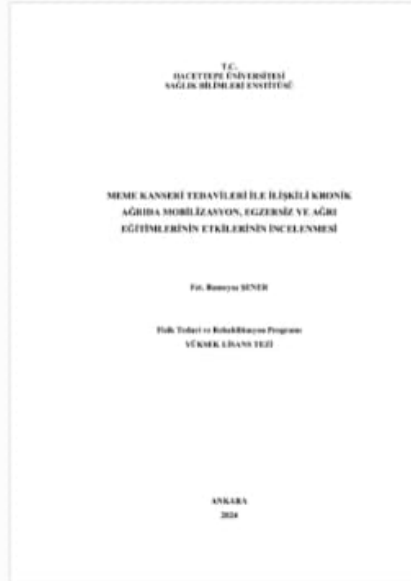 T.C.
HACETTEPE ÜNİVERSİTESİ
SAĞLIK BİLİMLERİ ENSTİTÜSÜ
MEME KANSERİ TEDAVİLERİ İLE İLİŞKİLİ KRONİK
AĞRIDA MOBİLİZASYON, EGZERSİZ VE AĞRI
EĞİTİMLERİNİN ETKİLERİNİN İNCELENMESİ
Fzt. Rumeysa ŞENER
Fizik Tedavi ve Rehabilitasyon Programı
YÜKSEK LİSANS TEZİ
ANKARA
2024